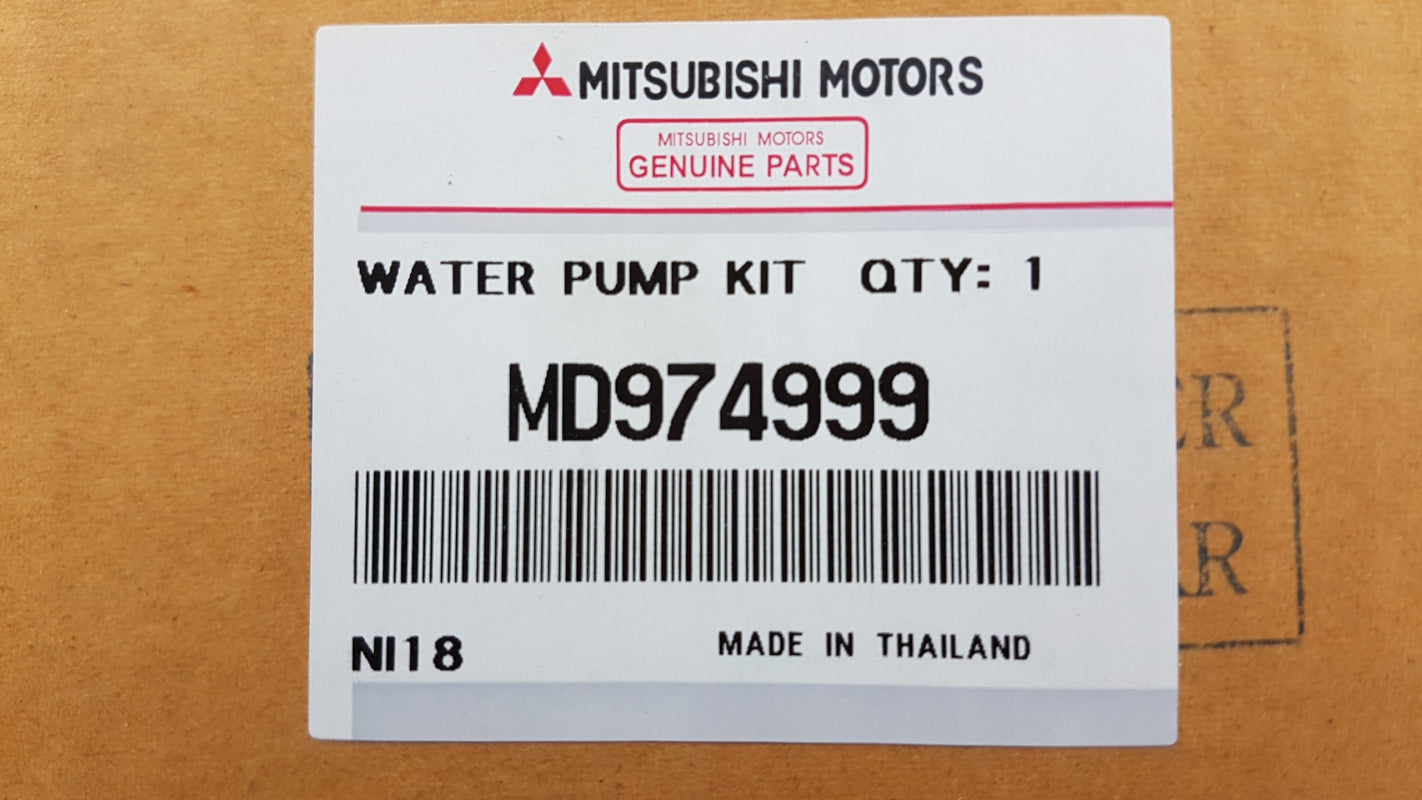 MITSUBISHI MOTORS
MITSUBISHI MOTORS
GENUINE PARTS
WATER PUMP KIT QTY: 1
MD974999
NI18
MADE IN THAILAND